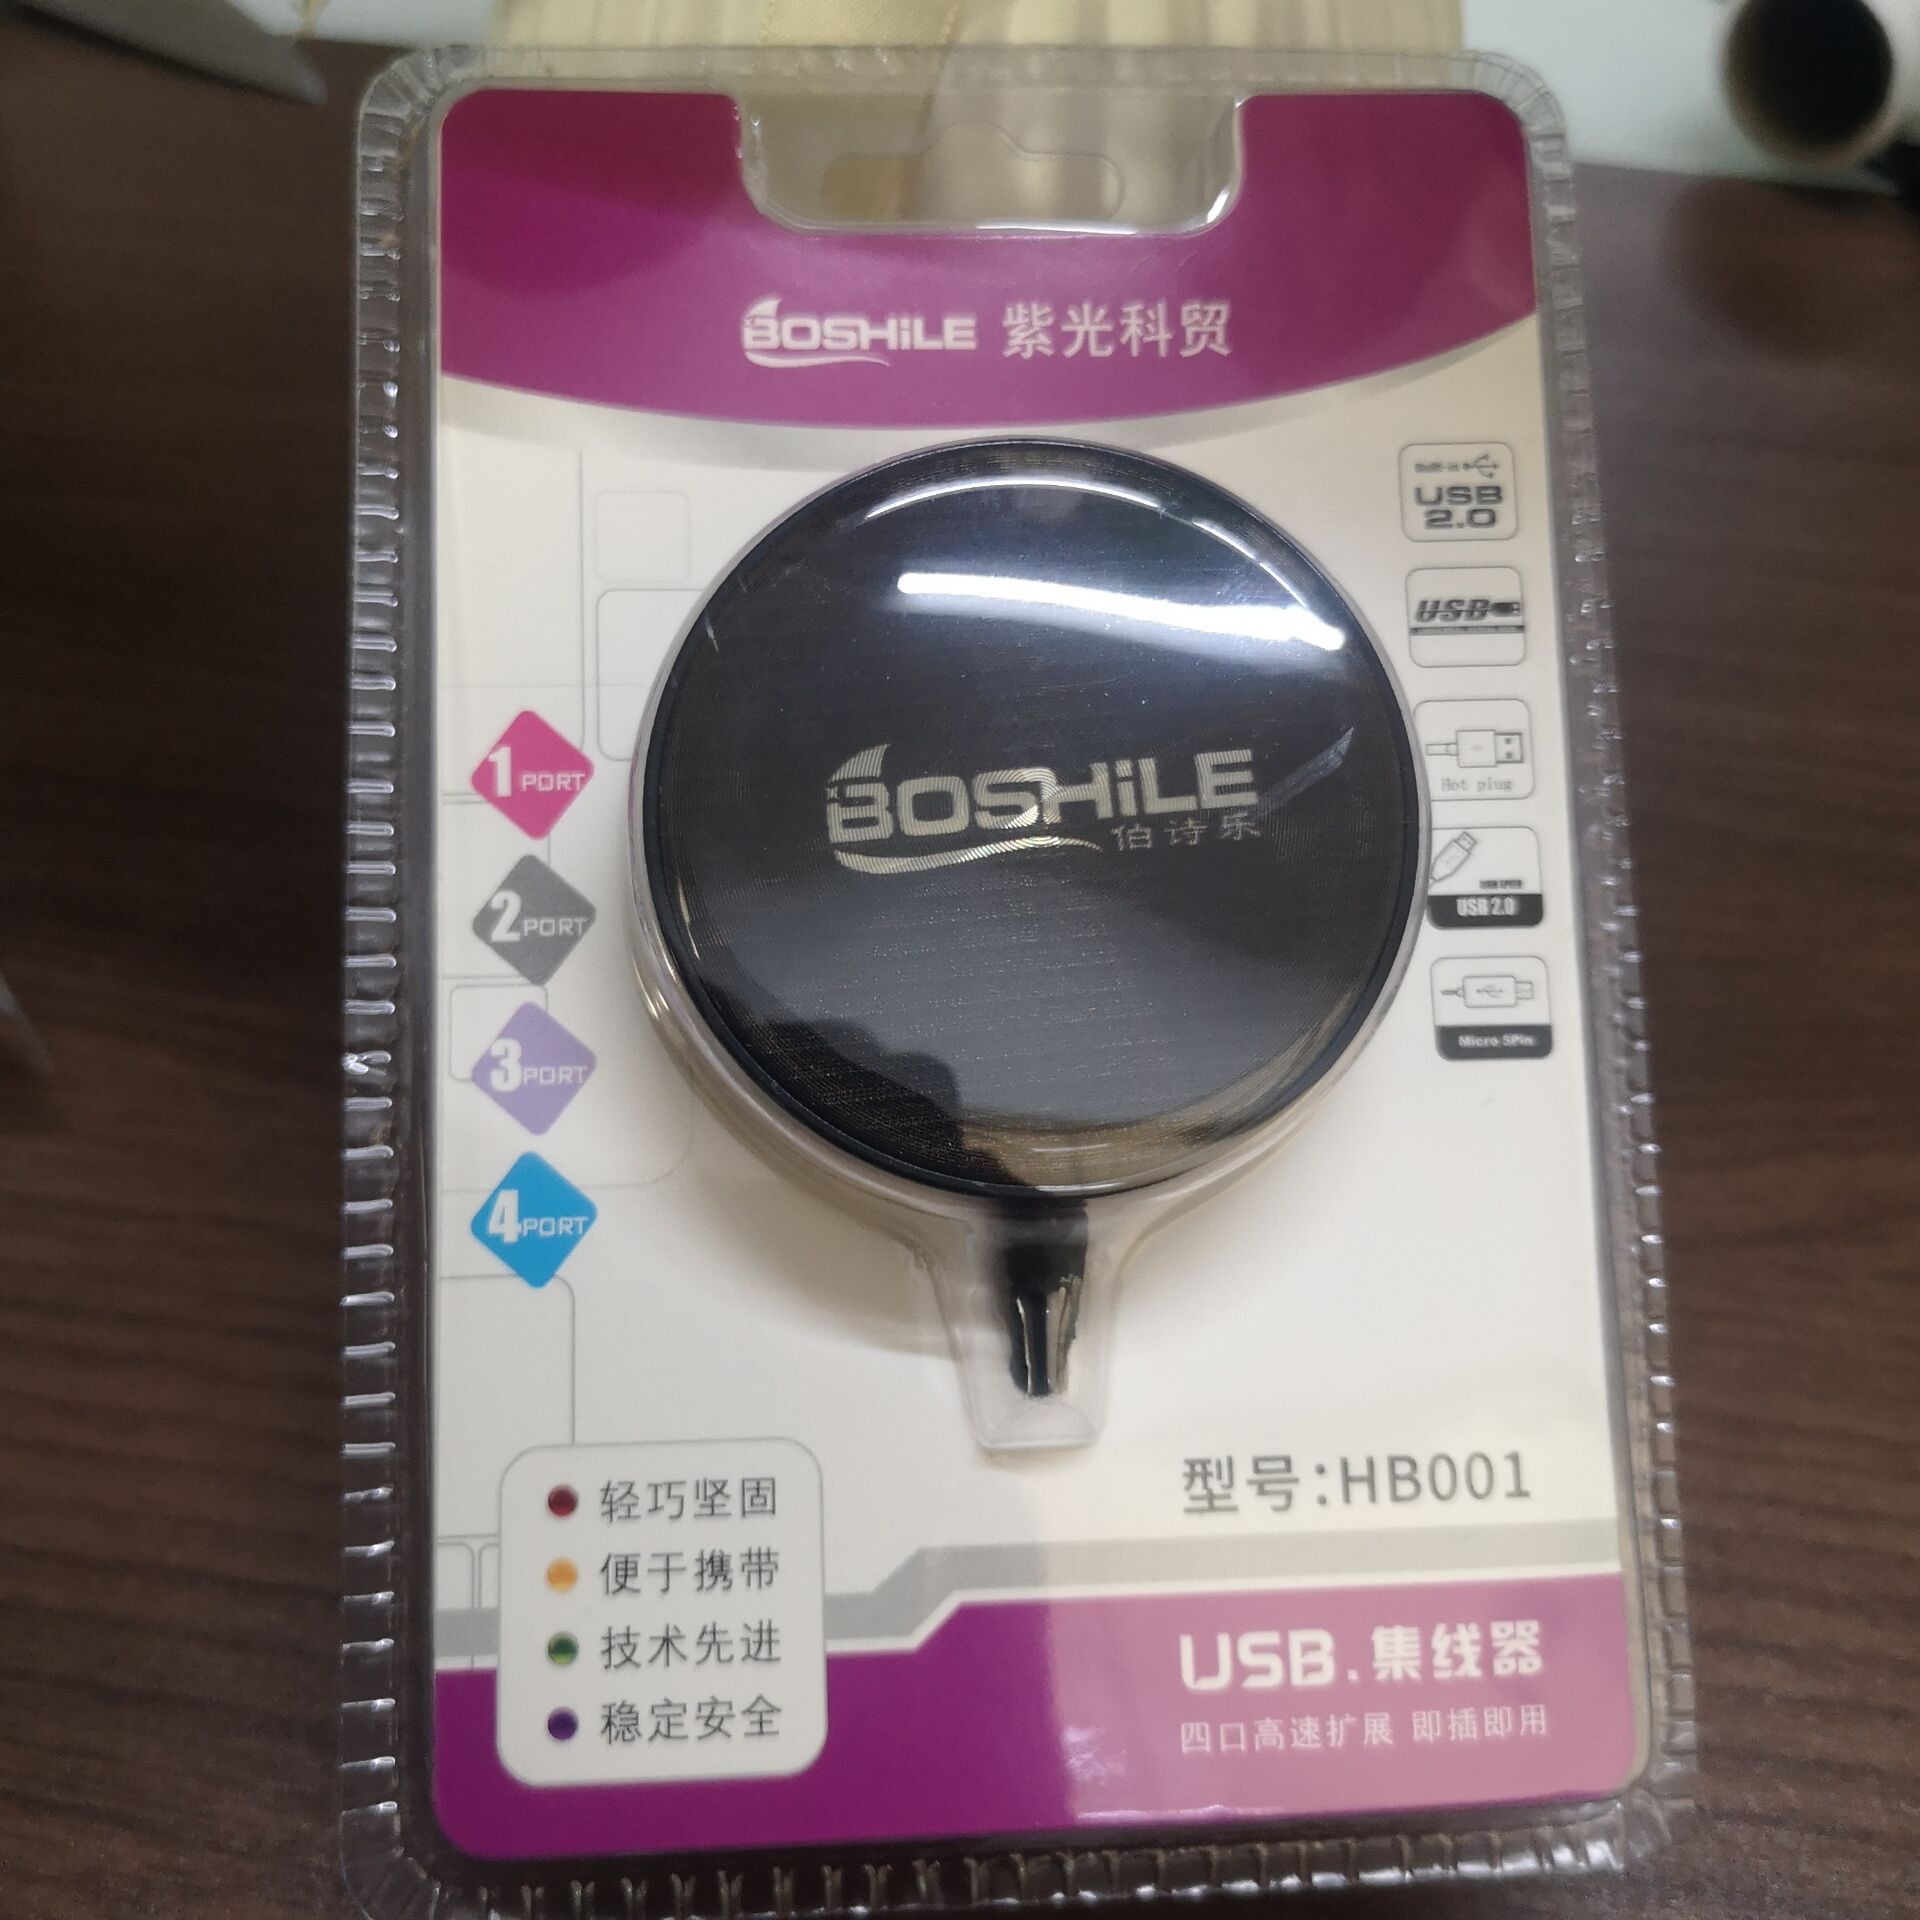 BOSHiLE 紫光科贸
USB
2.0
USB
Hot plug
USB 2.0
Micro 5Pin
BOSHiLE
伯诗乐
1PORT
2PORT
3PORT
4PORT
型号:HB001
轻巧坚固
便于携带
技术先进
稳定安全
USB.集线器
四口高速扩展 即插即用